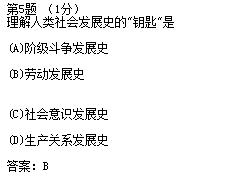 第5题 （1分）
理解人类社会发展史的"钥匙"是
(A)阶级斗争发展史
(B)劳动发展史
(C)社会意识发展史
(D)生产关系发展史
答案：B